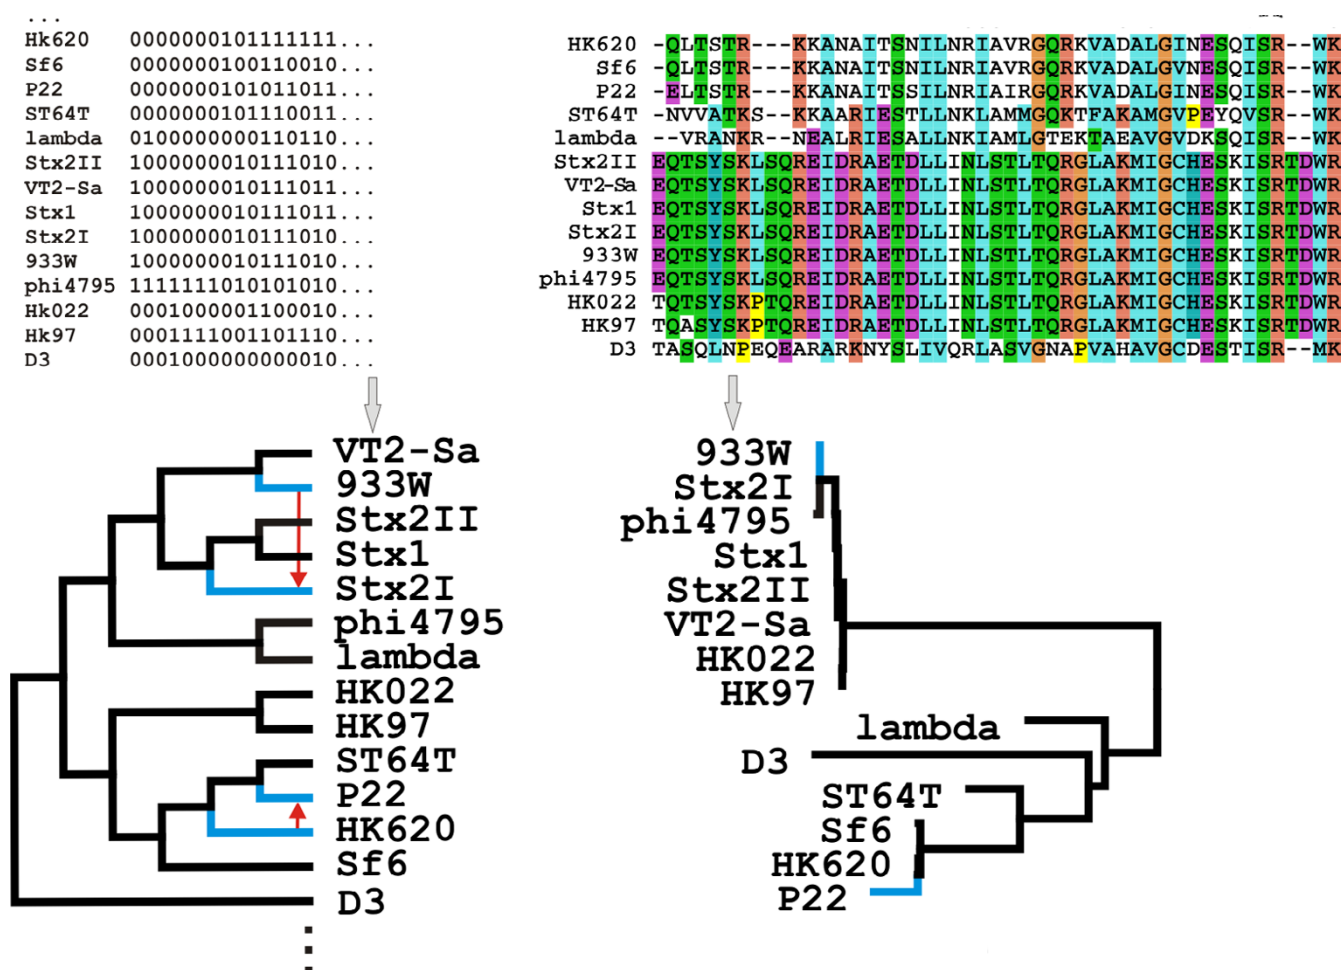 ...
Hk620 0000000101111111...
Sf6 0000000100110010...
P22 0000000101011011...
ST64T 0000000101110011...
lambda 0100000000110110...
Stx2II 1000000010111010...
VT2-Sa 1000000010111011...
Stx1 1000000010111011...
Stx2I 1000000010111010...
933W 1000000010111010...
phi4795 1111111010101010...
Hk022 0001000001100010...
Hk97 0001111001101110...
D3 0001000000000010...
HK620 -QLTSTR---KKANAITSNILNRIAVRGQRKVADALGINESQISR--WK
Sf6 -QLTSTR---KKANAITSNILNRIAVRGQRKVADALGVNESQISR--WK
P22 -ELTSTR---KKANAITSSILNRIAIRGQRKVADALGINESQISR--WK
ST64T -NVVATKS--KKAARIESTLLNKLAMMGQKTFAKAMGVPEYQVSR--WK
lambda --VRANKR--NEALRIESALLNKIAMLGTEKTAEAVGVDKSQISR--WK
Stx2II EQTSYSKLSQREIDRAETDLLINLSTLTQRGLAKMIGCHESKISRTDWR
VT2-Sa EQTSYSKLSQREIDRAETDLLINLSTLTQRGLAKMIGCHESKISRTDWR
Stx1 EQTSYSKLSQREIDRAETDLLINLSTLTQRGLAKMIGCHESKISRTDWR
Stx2I EQTSYSKLSQREIDRAETDLLINLSTLTQRGLAKMIGCHESKISRTDWR
933W EQTSYSKLSQREIDRAETDLLINLSTLTQRGLAKMIGCHESKISRTDWR
phi4795 EQTSYSKLSQREIDRAETDLLINLSTLTQRGLAKMIGCHESKISRTDWR
HK022 TQTSYSKPTQREIDRAETDLLINLSTLTQRGLAKMIGCHESKISRTDWR
HK97 TQASYSKPTQREIDRAETDLLINLSTLTQRGLAKMIGCHESKISRTDWR
D3 TASQLNPEQEARARKNYSLIVQRLASVGNAPVAHAVGCDESTISR--MK
VT2-Sa
933W
Stx2II
Stx1
Stx2I
phi4795
lambda
HK022
HK97
ST64T
P22
HK620
Sf6
D3
933W
Stx2I
phi4795
Stx1
Stx2II
VT2-Sa
HK022
HK97
lambda
D3
ST64T
Sf6
HK620
P22